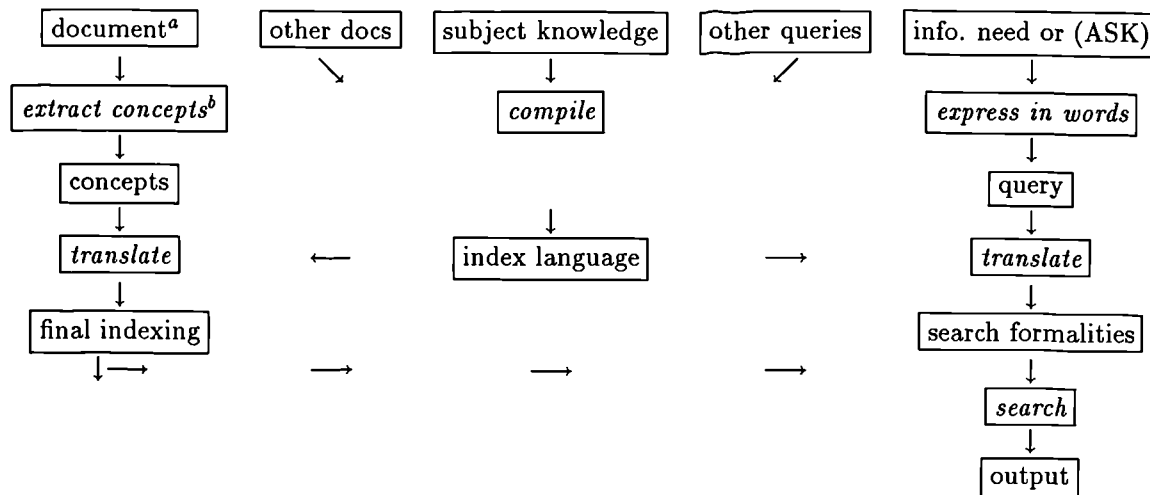 document^a other docs subject knowledge other queries info. need or (ASK)
extract concepts^b compile express in words
concepts query
translate index language translate
final indexing search formalities
search
output